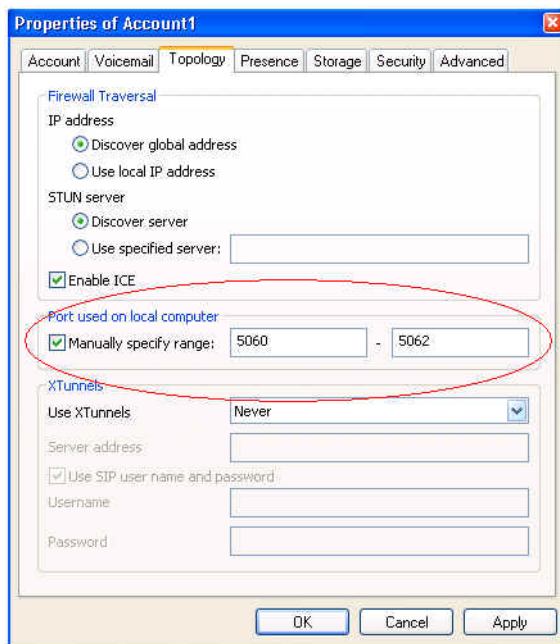 Properties of Account1
Account Voicemail Topology Presence Storage Security Advanced
Firewall Traversal
IP address
Discover global address
Use local IP address
STUN server
Discover server
Use specified server:
Enable ICE
Port used on local computer
Manually specify range: 5060 - 5062
XTunnels
Use XTunnels Never
Server address
Use SIP user name and password
Username
Password
OK Cancel Apply